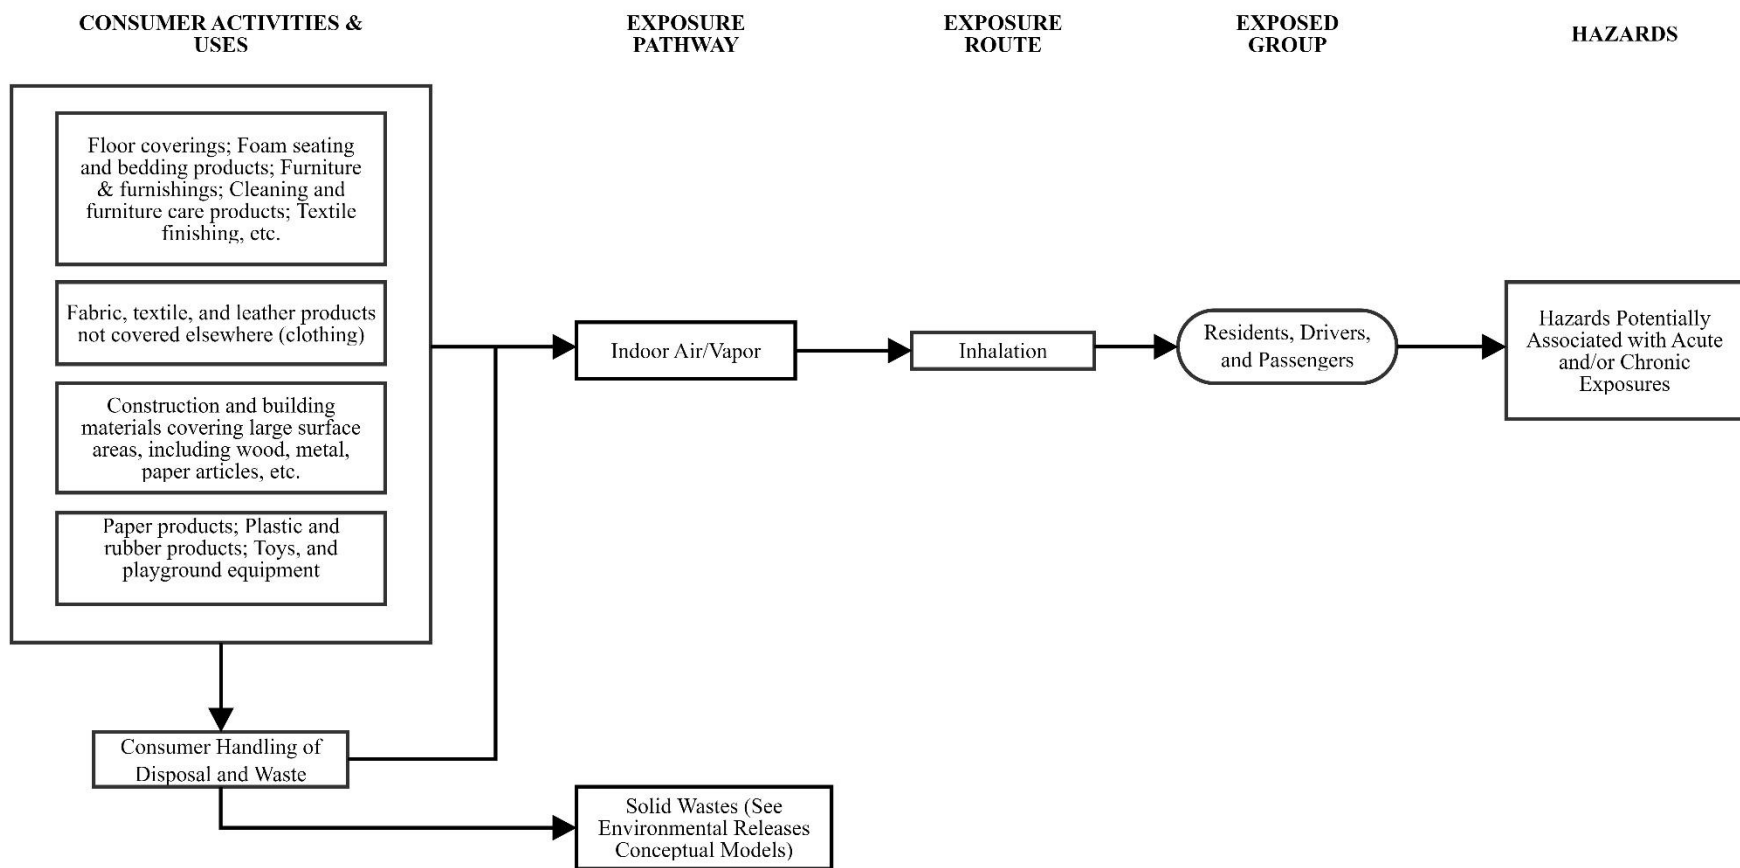 CONSUMER ACTIVITIES &
USES
EXPOSURE
PATHWAY
EXPOSURE
ROUTE
EXPOSED
GROUP
HAZARDS
Floor coverings; Foam seating
and bedding products; Furniture
& furnishings; Cleaning and
furniture care products; Textile
finishing, etc.
Fabric, textile, and leather products
not covered elsewhere (clothing)
Construction and building
materials covering large surface
areas, including wood, metal,
paper articles, etc.
Paper products; Plastic and
rubber products; Toys, and
playground equipment
Consumer Handling of
Disposal and Waste
Indoor Air/Vapor
Solid Wastes (See
Environmental Releases
Conceptual Models)
Inhalation
Residents, Drivers,
and Passengers
Hazards Potentially
Associated with Acute
and/or Chronic
Exposures